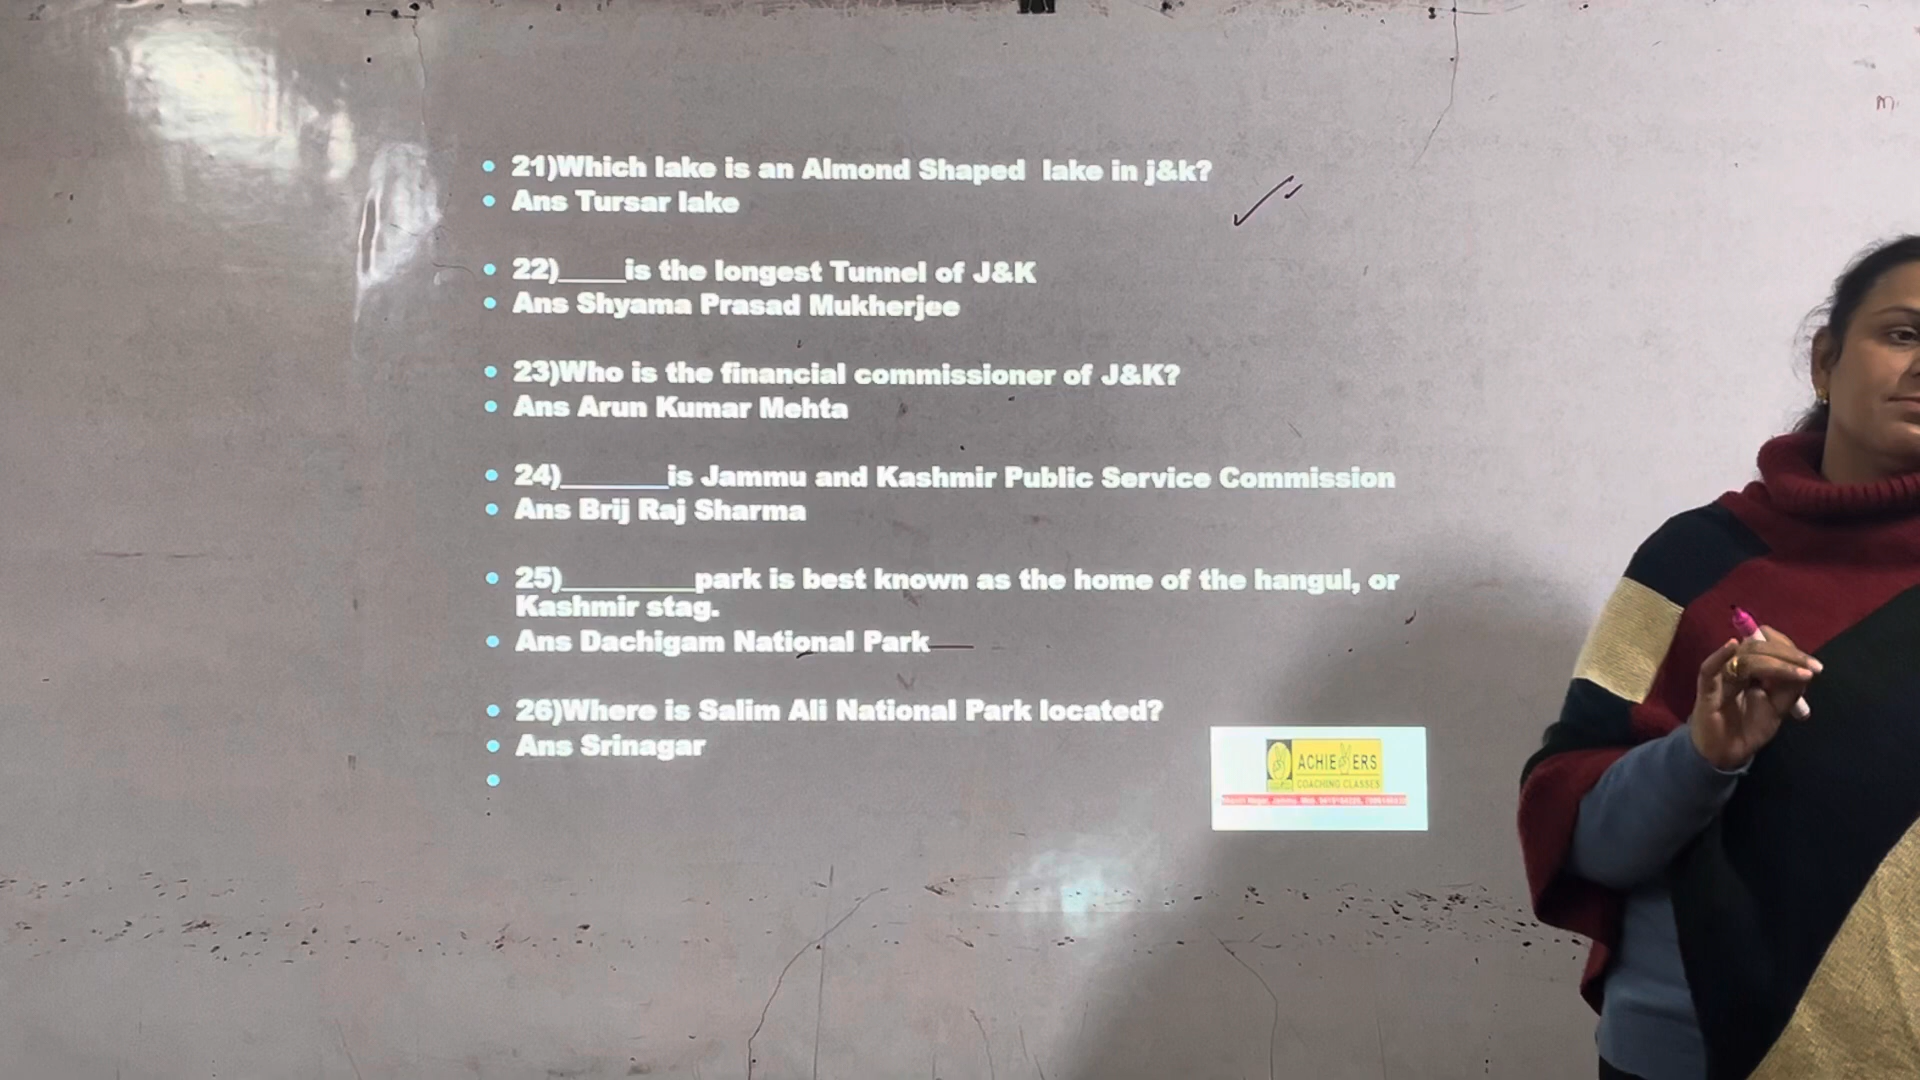 21)Which lake is an Almond Shaped lake in j&k?
Ans Tursar lake
22)____is the longest Tunnel of J&K
Ans Shyama Prasad Mukherjee
23)Who is the financial commissioner of J&K?
Ans Arun Kumar Mehta
24)______is Jammu and Kashmir Public Service Commission
Ans Brij Raj Sharma
25)________park is best known as the home of the hangul, or
Kashmir stag.
Ans Dachigam National Park
26)Where is Salim Ali National Park located?
Ans Srinagar
ACHIEVERS
COACHING CLASSES